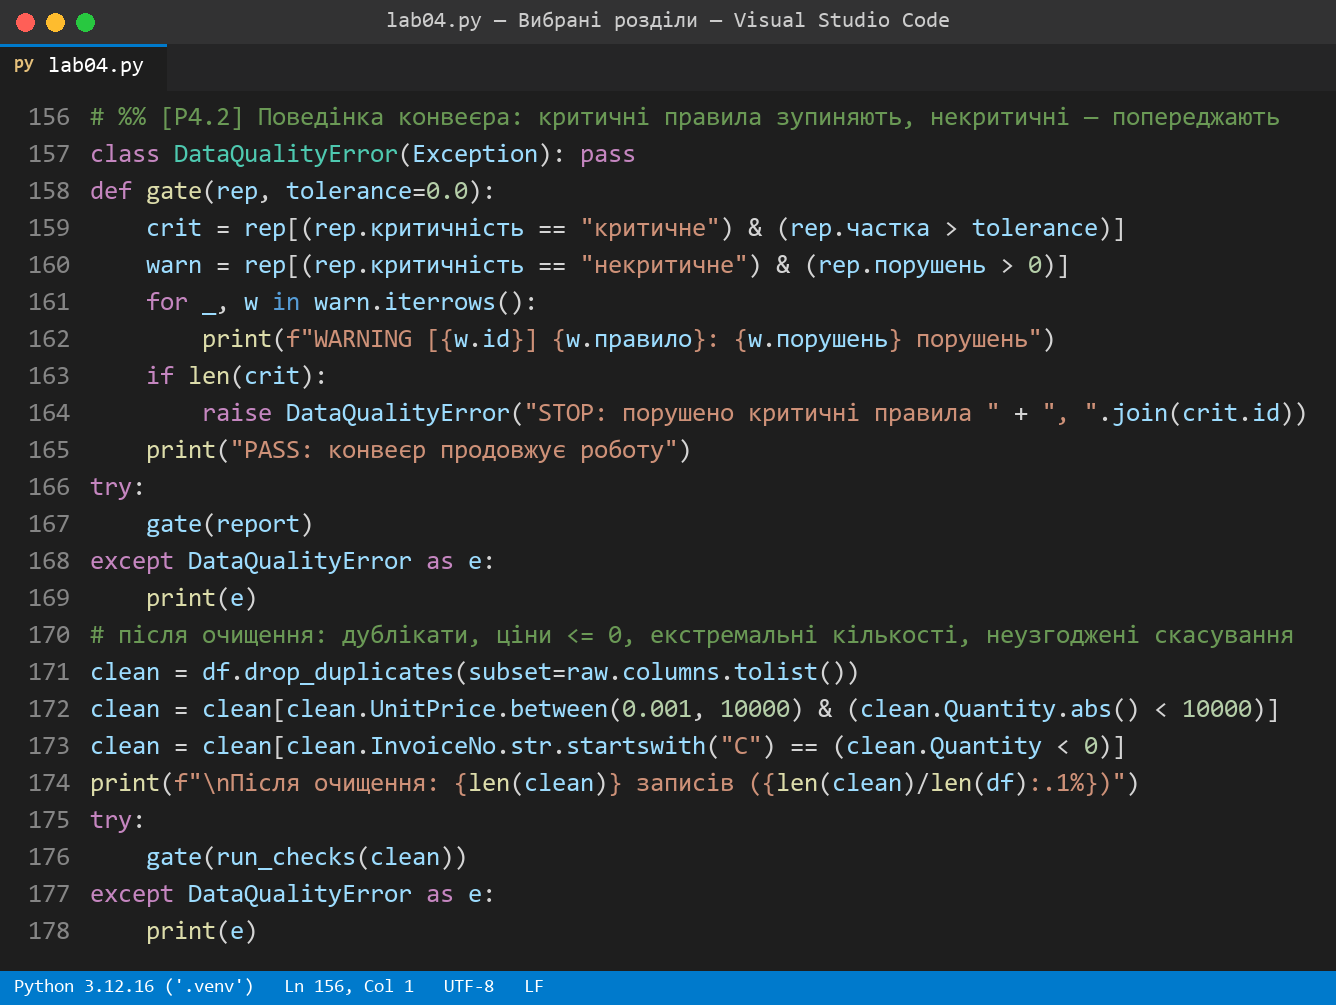 lab04.py — Вибрані розділи — Visual Studio Code
PY lab04.py
156 # %% [P4.2] Поведінка конвеєра: критичні правила зупиняють, некритичні — попереджають
157 class DataQualityError(Exception): pass
158 def gate(rep, tolerance=0.0):
159     crit = rep[(rep.критичність == "критичне") & (rep.частка > tolerance)]
160     warn = rep[(rep.критичність == "некритичне") & (rep.порушень > 0)]
161     for _, w in warn.iterrows():
162         print(f"WARNING [{w.id}] {w.правило}: {w.порушень} порушень")
163     if len(crit):
164         raise DataQualityError("STOP: порушено критичні правила " + ", ".join(crit.id))
165     print("PASS: конвеєр продовжує роботу")
166 try:
167     gate(report)
168 except DataQualityError as e:
169     print(e)
170 # після очищення: дублікати, ціни <= 0, екстремальні кількості, неузгоджені скасування
171 clean = df.drop_duplicates(subset=raw.columns.tolist())
172 clean = clean[clean.UnitPrice.between(0.001, 10000) & (clean.Quantity.abs() < 10000)]
173 clean = clean[clean.InvoiceNo.str.startswith("C") == (clean.Quantity < 0)]
174 print(f"\nПісля очищення: {len(clean)} записів ({len(clean)/len(df):.1%})")
175 try:
176     gate(run_checks(clean))
177 except DataQualityError as e:
178     print(e)
Python 3.12.16 ('.venv') Ln 156, Col 1 UTF-8 LF